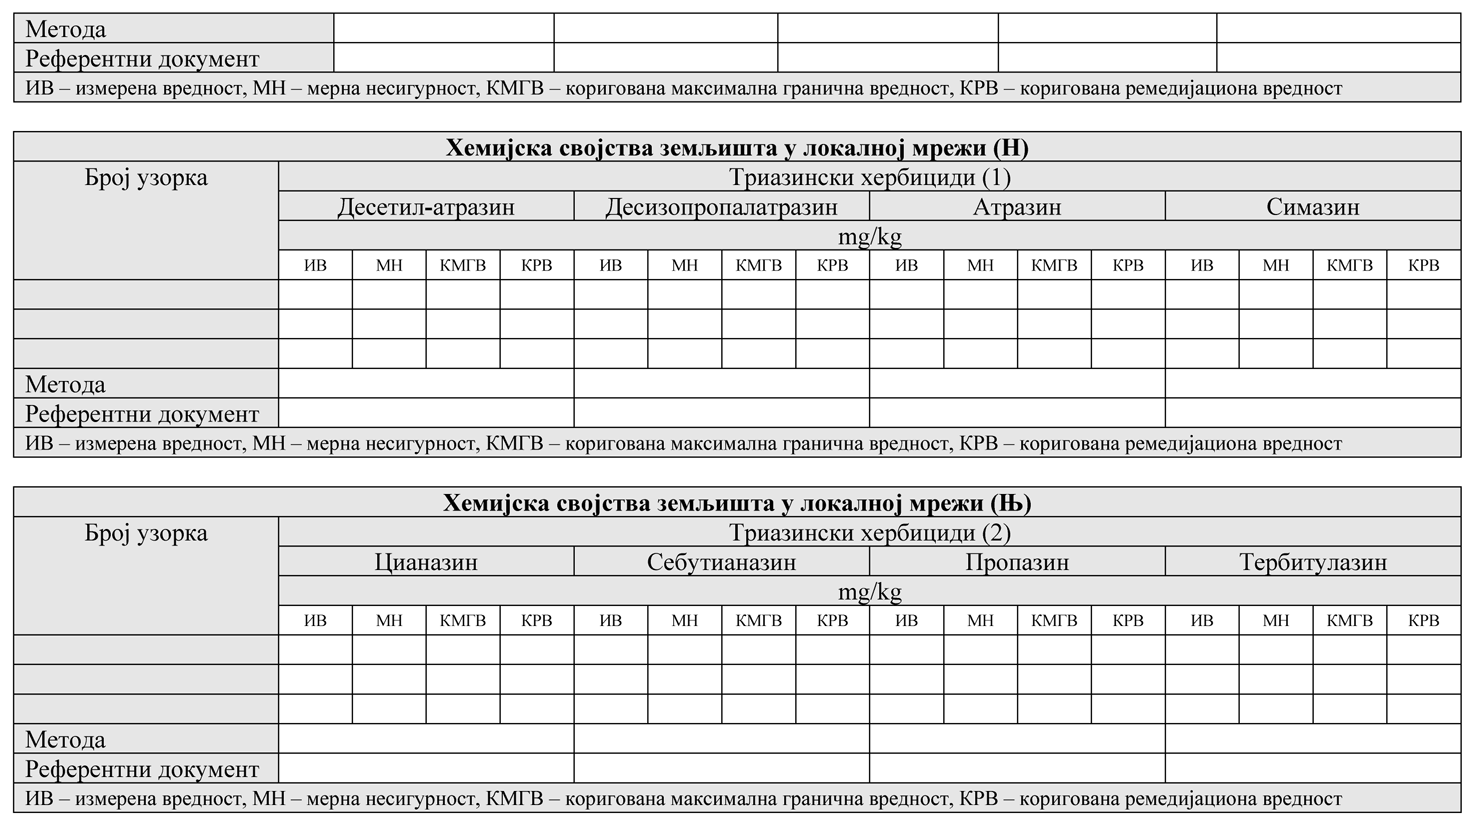 Метода
Референтни документ
ИВ – измерена вредност, МН – мерна несигурност, КМГВ – коригована максимална гранична вредност, КРВ – коригована ремедијациона вредност
Хемијска својства земљишта у локалној мрежи (Н)
Број узорка Триазински хербициди (1)
Десетил-атразин Десизопропалатразин Атразин Симазин
mg/kg
ИВ МН КМГВ КРВ ИВ МН КМГВ КРВ ИВ МН КМГВ КРВ ИВ МН КМГВ КРВ
Метода
Референтни документ
ИВ – измерена вредност, МН – мерна несигурност, КМГВ – коригована максимална гранична вредност, КРВ – коригована ремедијациона вредност
Хемијска својства земљишта у локалној мрежи (Њ)
Број узорка Триазински хербициди (2)
Цианазин Себутианазин Пропазин Тербитулазин
mg/kg
ИВ МН КМГВ КРВ ИВ МН КМГВ КРВ ИВ МН КМГВ КРВ ИВ МН КМГВ КРВ
Метода
Референтни документ
ИВ – измерена вредност, МН – мерна несигурност, КМГВ – коригована максимална гранична вредност, КРВ – коригована ремедијациона вредност